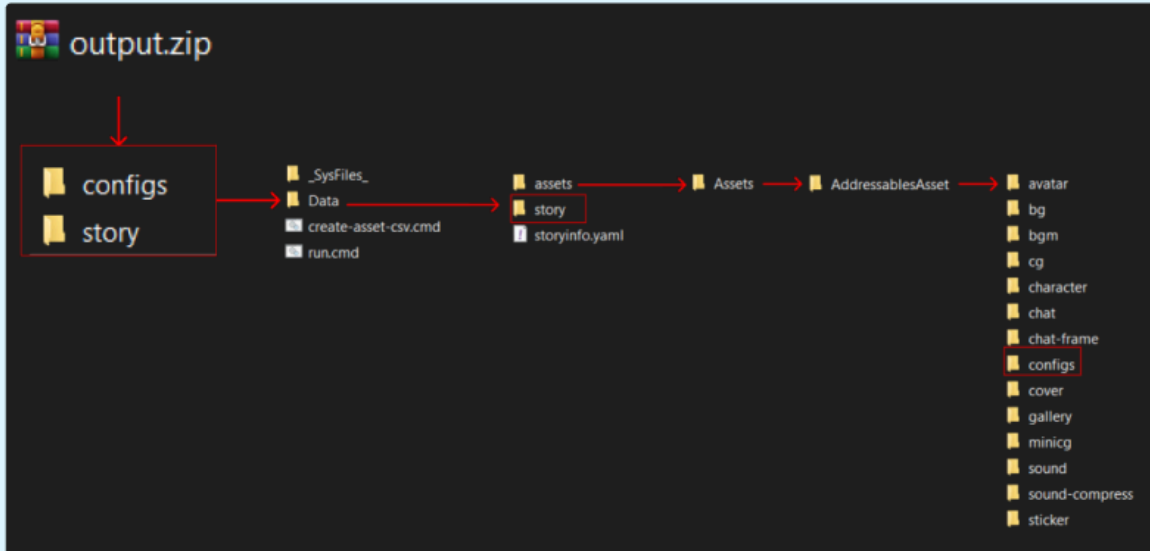 output.zip
configs
story
_SysFiles_
Data
create-asset-csv.cmd
run.cmd
assets
story
storyinfo.yaml
Assets
AddressablesAsset
avatar
bg
bgm
cg
character
chat
chat-frame
configs
cover
gallery
minicg
sound
sound-compress
sticker